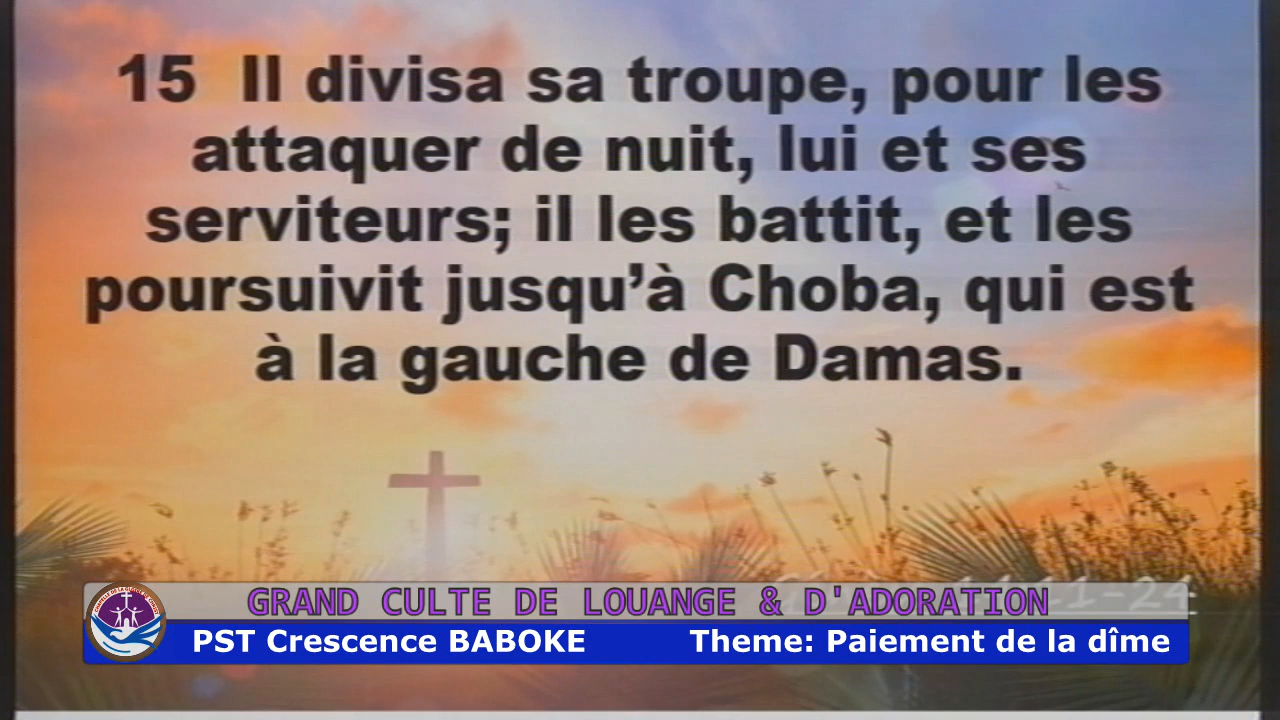 15 Il divisa sa troupe, pour les
attaquer de nuit, lui et ses
serviteurs; il les battit, et les
poursuivit jusqu’à Choba, qui est
à la gauche de Damas.
11-24
GRAND CULTE DE LOUANGE & D'ADORATION
PST Crescence BABOKE Theme: Paiement de la dîme